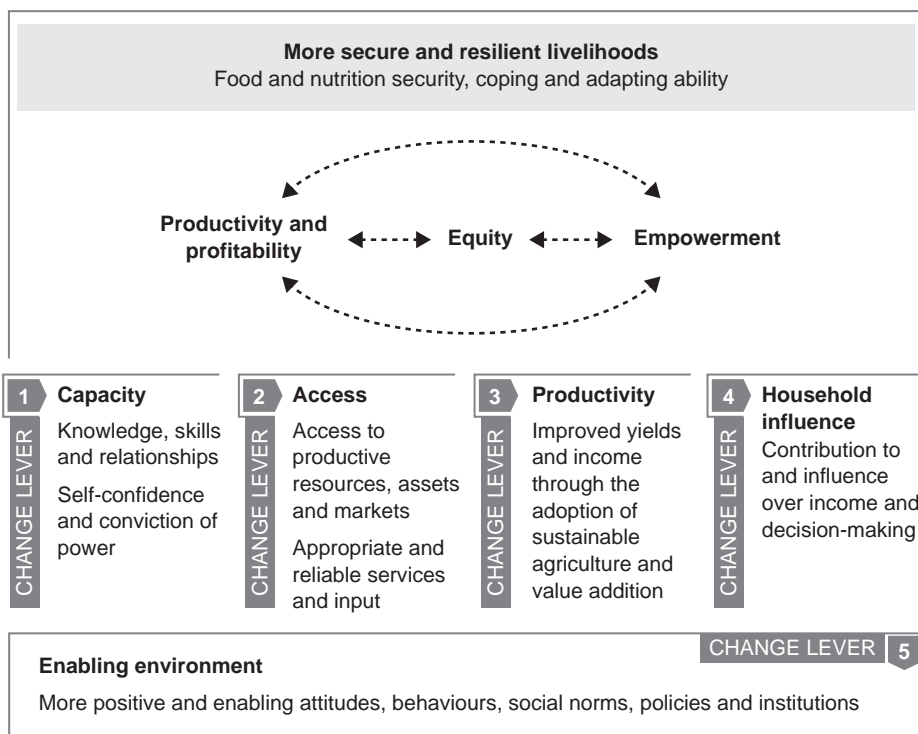 More secure and resilient livelihoods
Food and nutrition security, coping and adapting ability
Productivity and
profitability
Equity
Empowerment
1
Capacity
CHANGE LEVER
Knowledge, skills
and relationships
Self-confidence
and conviction of
power
2
Access
CHANGE LEVER
Access to
productive
resources, assets
and markets
Appropriate and
reliable services
and input
3
Productivity
CHANGE LEVER
Improved yields
and income
through the
adoption of
sustainable
agriculture and
value addition
4
Household
influence
CHANGE LEVER
Contribution to
and influence
over income and
decision-making
CHANGE LEVER 5
Enabling environment
More positive and enabling attitudes, behaviours, social norms, policies and institutions